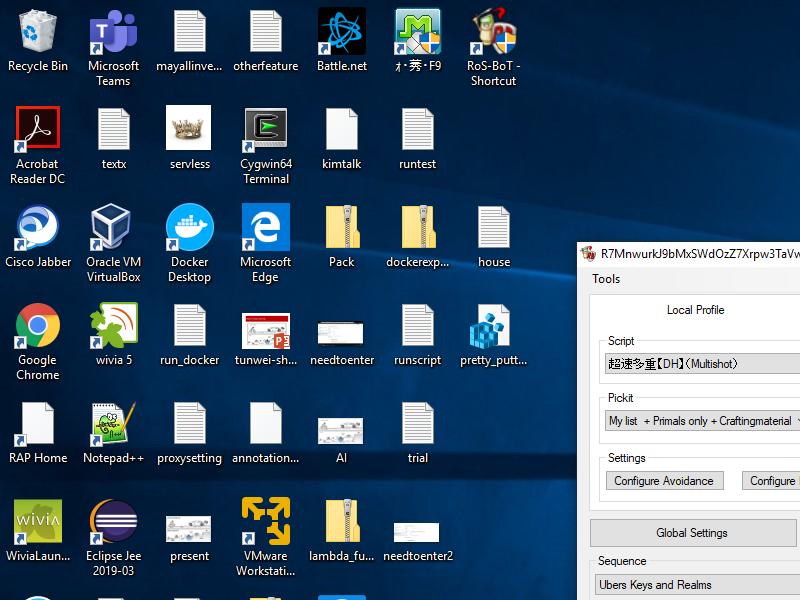 Recycle Bin
Microsoft
Teams
mayallinve...
otherfeature
Battle.net
RoS-BoT -
Shortcut
Acrobat
Reader DC
textx
servless
Cygwin64
Terminal
kimtalk
runtest
Cisco Jabber
Oracle VM
VirtualBox
Docker
Desktop
Microsoft
Edge
Pack
dockerexp...
house
Google
Chrome
wivia 5
run_docker
tunwei-sh...
needtoenter
runscript
pretty_putt...
RAP Home
Notepad++
proxysetting
annotation...
AI
trial
WiviaLaun...
Eclipse Jee
2019-03
present
VMware
Workstati...
lambda_fu...
needtoenter2
R7MnwurkJ9bMxSWdOzZ7Xrpw3TaVw
Tools
Local Profile
Script
超速多重【DH】(Multishot)
Pickit
My list + Primals only + Craftingmaterial
Settings
Configure Avoidance
Configure
Global Settings
Sequence
Ubers Keys and Realms